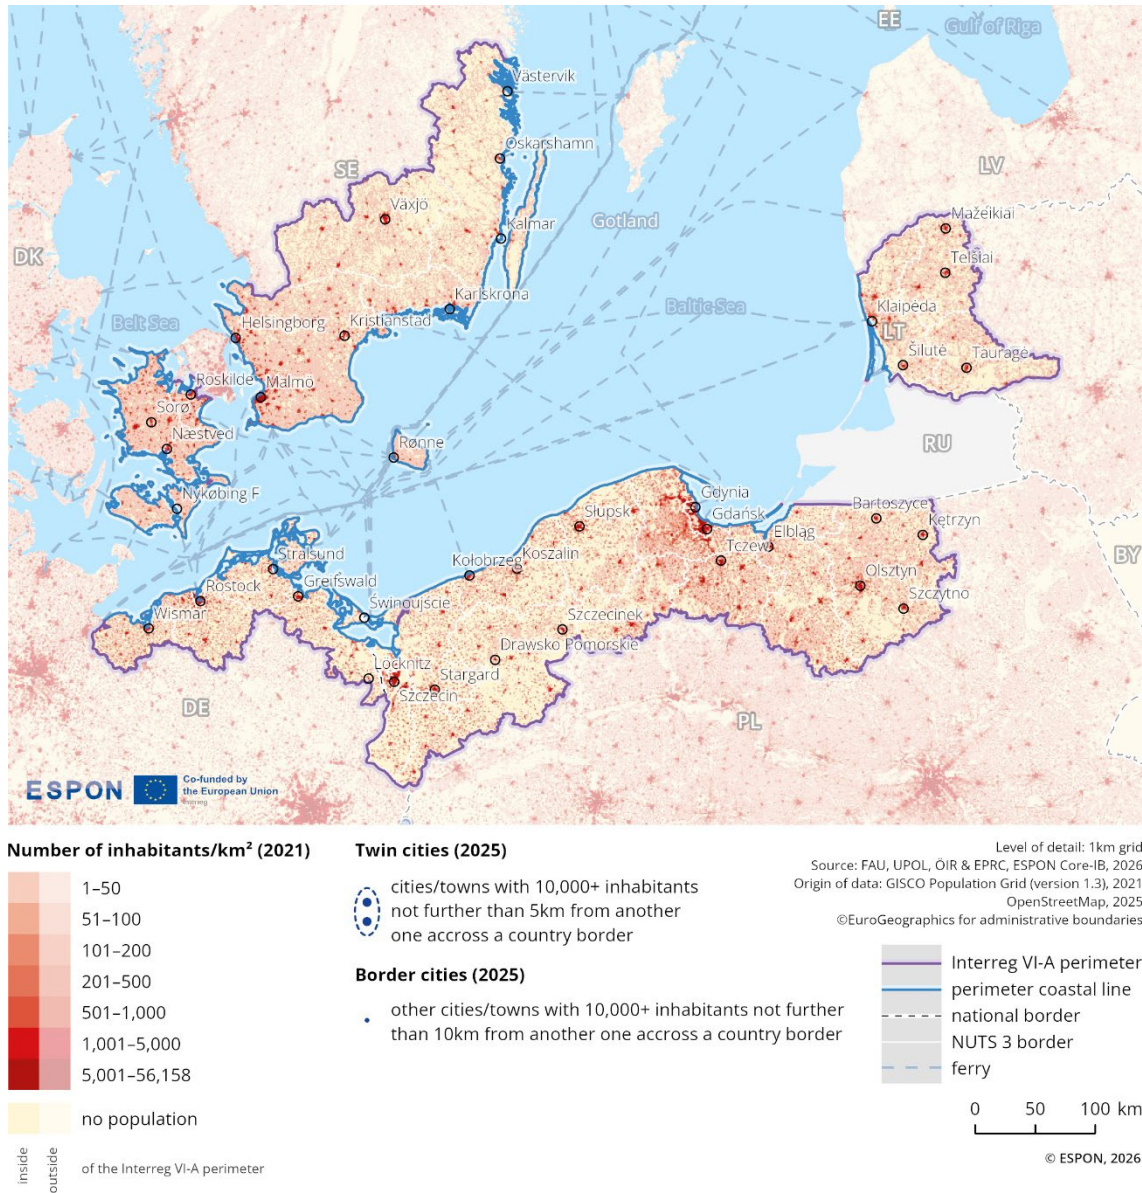 EE
Gulf of Riga
Västervik
Oskarshamn
SE
LV
Växjö
Gotland
Mažeikiai
Kalmar
DK
Telšiai
Karlskrona
Baltic Sea
Klaipėda
Belt Sea
Helsingborg
Kristianstad
LT
Šilutė
Tauragė
Roskilde
Malmö
Sorø
Næstved
Rønne
RU
Nykøbing F
Gdynia
Bartoszyce
Słupsk
Gdańsk
Kętrzyn
Elbląg
Tczew
BY
Stralsund
Kołobrzeg
Koszalin
Rostock
Greifswald
Olsztyn
Wismar
Świnoujście
Szczecinek
Szczytno
Drawsko Pomorskie
Löcknitz
Stargard
Szczecin
DE
PL
ESPON
Co-funded by
the European Union
Interreg
Number of inhabitants/km² (2021)
1–50
51–100
101–200
201–500
501–1,000
1,001–5,000
5,001–56,158
no population
inside
outside
of the Interreg VI-A perimeter
Twin cities (2025)
cities/towns with 10,000+ inhabitants
not further than 5km from another
one accross a country border
Border cities (2025)
other cities/towns with 10,000+ inhabitants not further
than 10km from another one accross a country border
Level of detail: 1km grid
Source: FAU, UPOL, ÖIR & EPRC, ESPON Core-IB, 2026
Origin of data: GISCO Population Grid (version 1.3), 2021
OpenStreetMap, 2025
©EuroGeographics for administrative boundaries
Interreg VI-A perimeter
perimeter coastal line
national border
NUTS 3 border
ferry
0 50 100 km
© ESPON, 2026